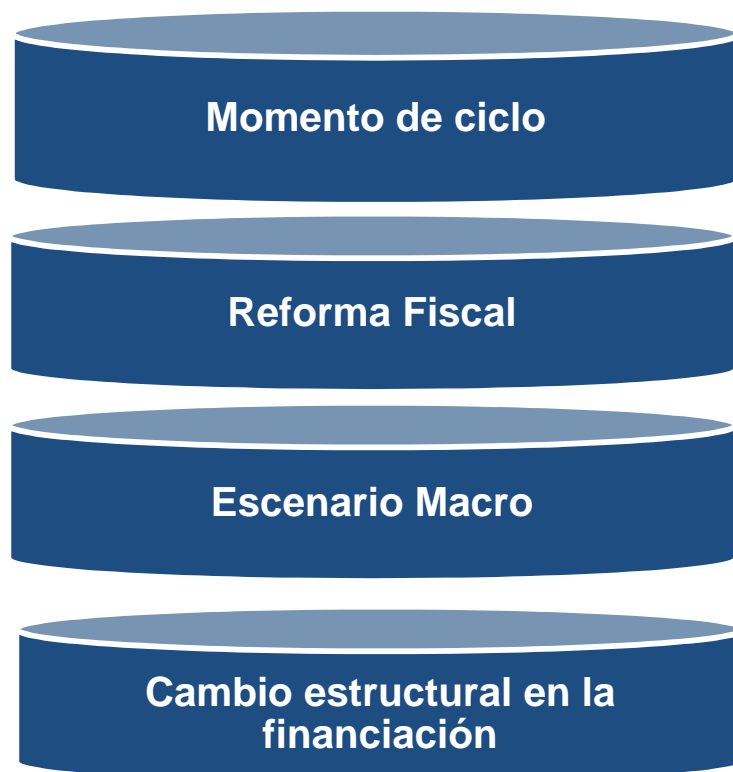 Momento de ciclo
Reforma Fiscal
Escenario Macro
Cambio estructural en la
financiación